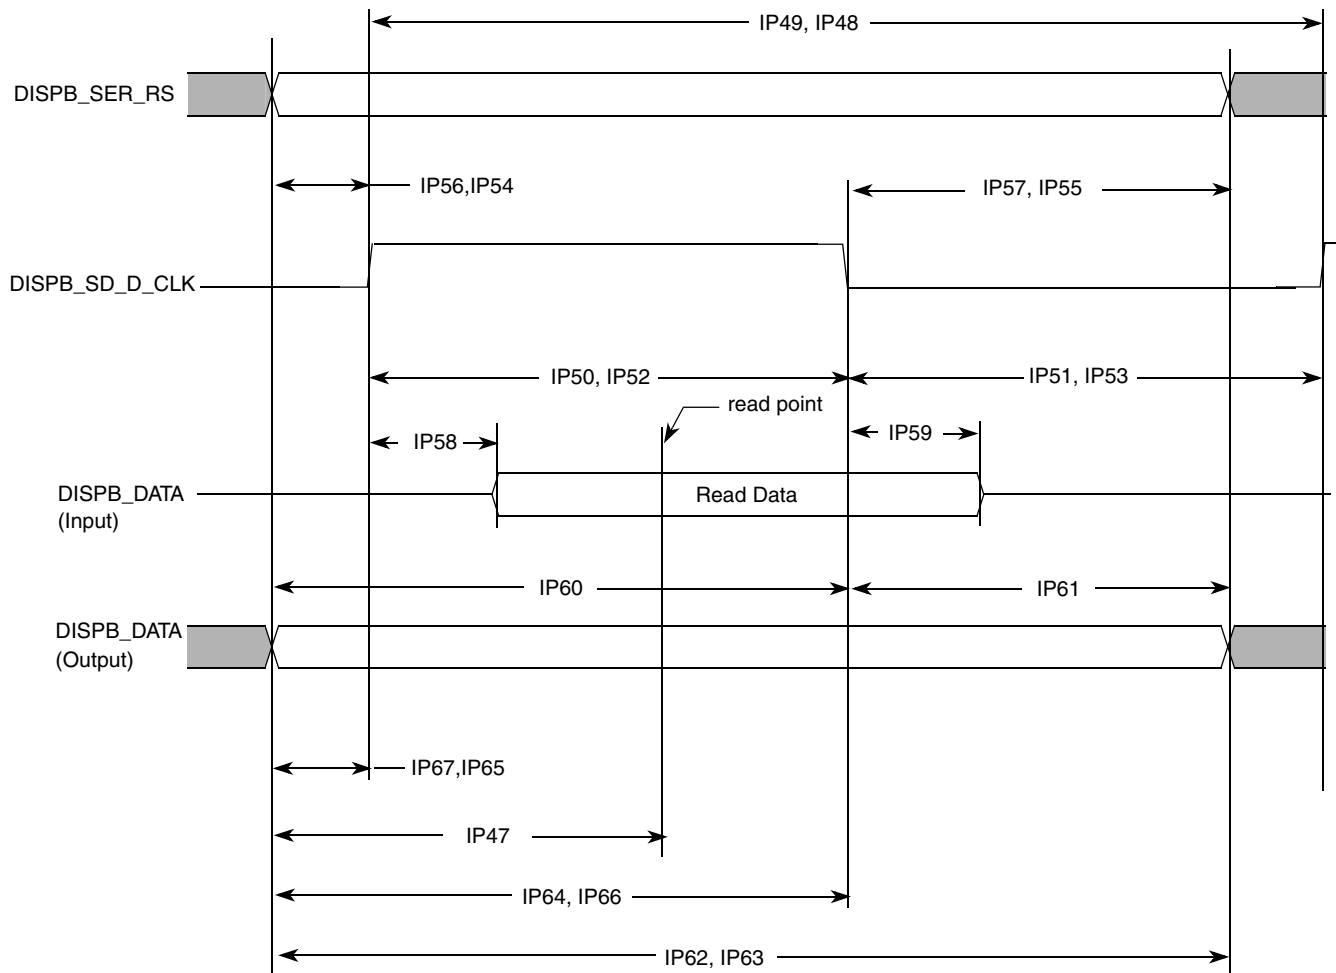 IP49, IP48
DISPB_SER_RS
IP56,IP54
IP57, IP55
DISPB_SD_D_CLK
IP50, IP52
IP51, IP53
read point
IP58
IP59
DISPB_DATA
(Input)
Read Data
IP60
IP61
DISPB_DATA
(Output)
IP67,IP65
IP47
IP64, IP66
IP62, IP63